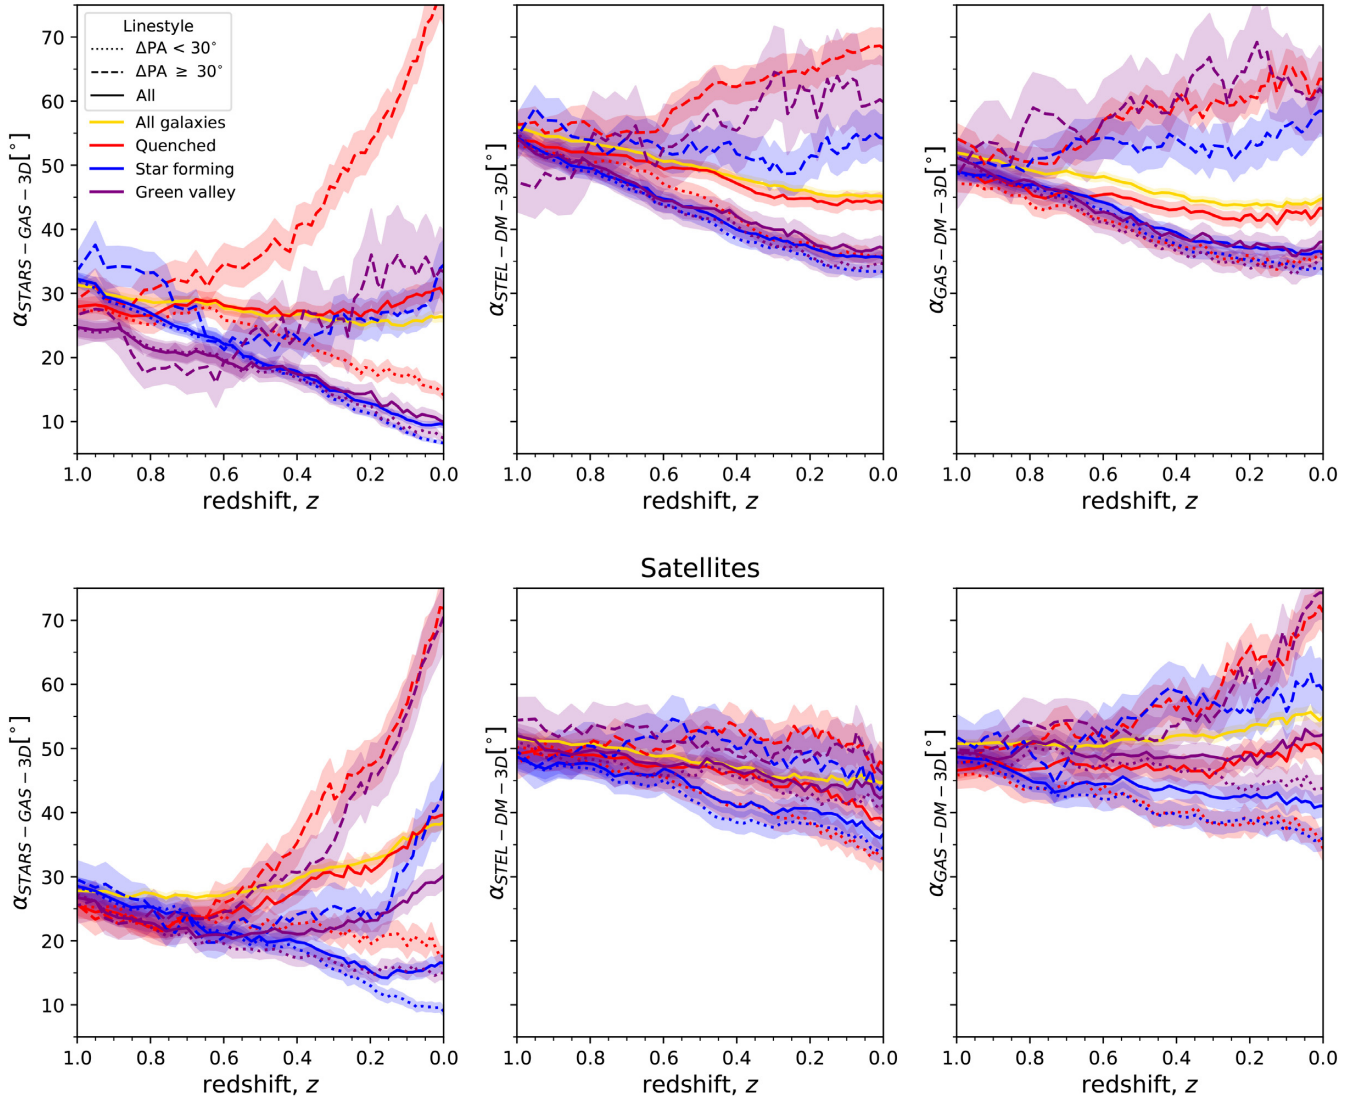 Linestyle
ΔPA < 30°
ΔPA ≥ 30°
All
All galaxies
Quenched
Star forming
Green valley
70
60
50
40
30
20
10
α_STARS−GAS−3D[°]
1.0 0.8 0.6 0.4 0.2 0.0
redshift, z
α_STEL−DM−3D[°]
1.0 0.8 0.6 0.4 0.2 0.0
redshift, z
α_GAS−DM−3D[°]
1.0 0.8 0.6 0.4 0.2 0.0
redshift, z
Satellites
70
60
50
40
30
20
10
α_STARS−GAS−3D[°]
1.0 0.8 0.6 0.4 0.2 0.0
redshift, z
α_STEL−DM−3D[°]
1.0 0.8 0.6 0.4 0.2 0.0
redshift, z
α_GAS−DM−3D[°]
1.0 0.8 0.6 0.4 0.2 0.0
redshift, z